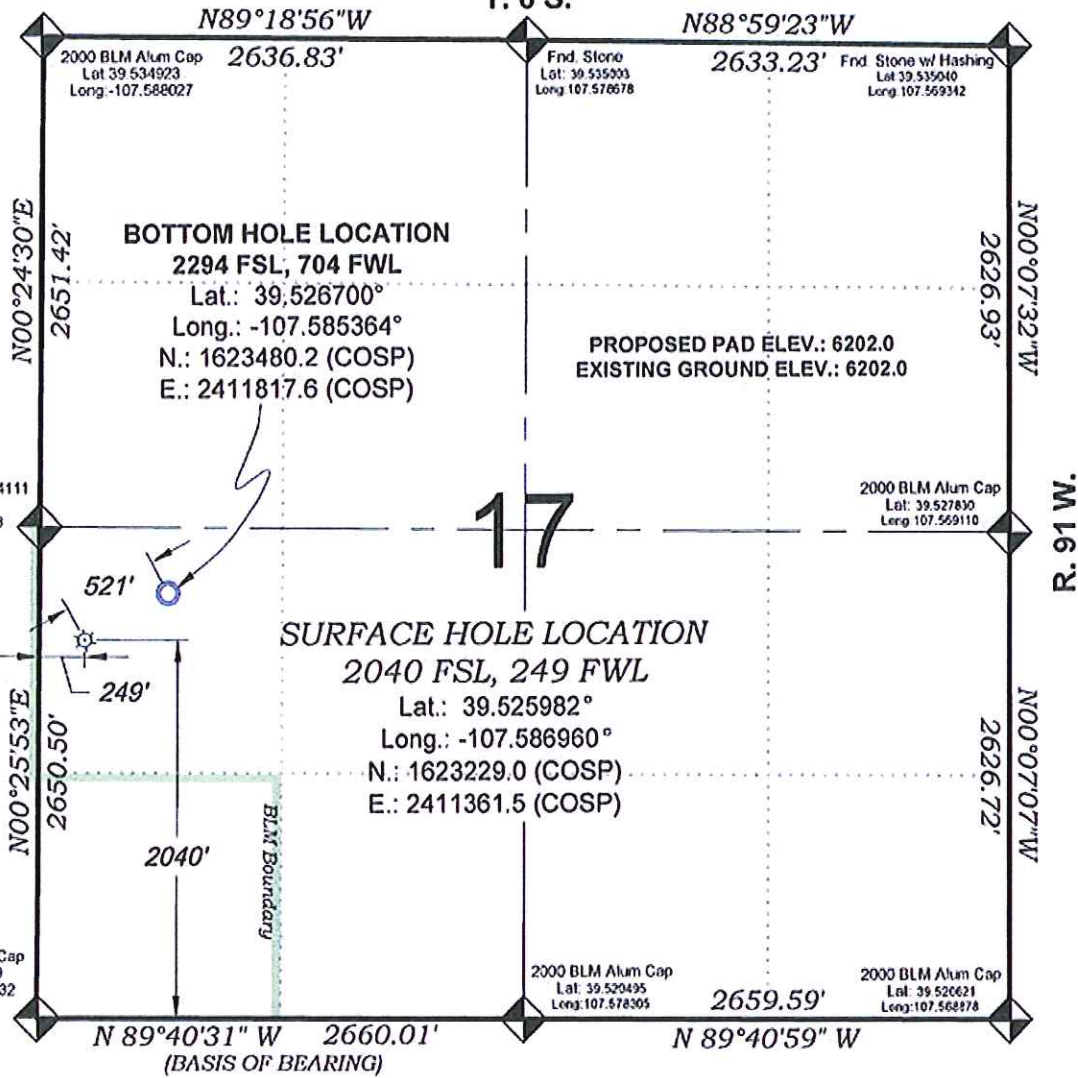 T. 6 S.
N89°18'56"W
N88°59'23"W
2000 BLM Alum Cap
Lat:39.534923
Long:-107.588027
2636.83'
Fnd. Stone
Lat: 39.535003
Long:107.578678
2633.23'
Fnd. Stone w/ Hashing
Lat:39.535040
Long:107.569342
N00°24'30"E
2651.42'
BOTTOM HOLE LOCATION
2294 FSL, 704 FWL
Lat.: 39.526700°
Long.: -107.585364°
N.: 1623480.2 (COSP)
E.: 2411817.6 (COSP)
PROPOSED PAD ELEV.: 6202.0
EXISTING GROUND ELEV.: 6202.0
2626.93'
N00°07'32"W
4111
2000 BLM Alum Cap
Lat: 39.527830
Long:107.569110
R. 91 W.
17
521'
249'
SURFACE HOLE LOCATION
2040 FSL, 249 FWL
Lat.: 39.525982°
Long.: -107.586960°
N.: 1623229.0 (COSP)
E.: 2411361.5 (COSP)
N00°25'53"E
2650.50'
2040'
BLM Boundary
2626.72'
N00°07'07"W
Cap
32
2000 BLM Alum Cap
Lat: 39.520495
Long:107.578305
2659.59'
2000 BLM Alum Cap
Lat: 39.520621
Long:107.568878
N 89°40'31" W
2660.01'
(BASIS OF BEARING)
N 89°40'59" W